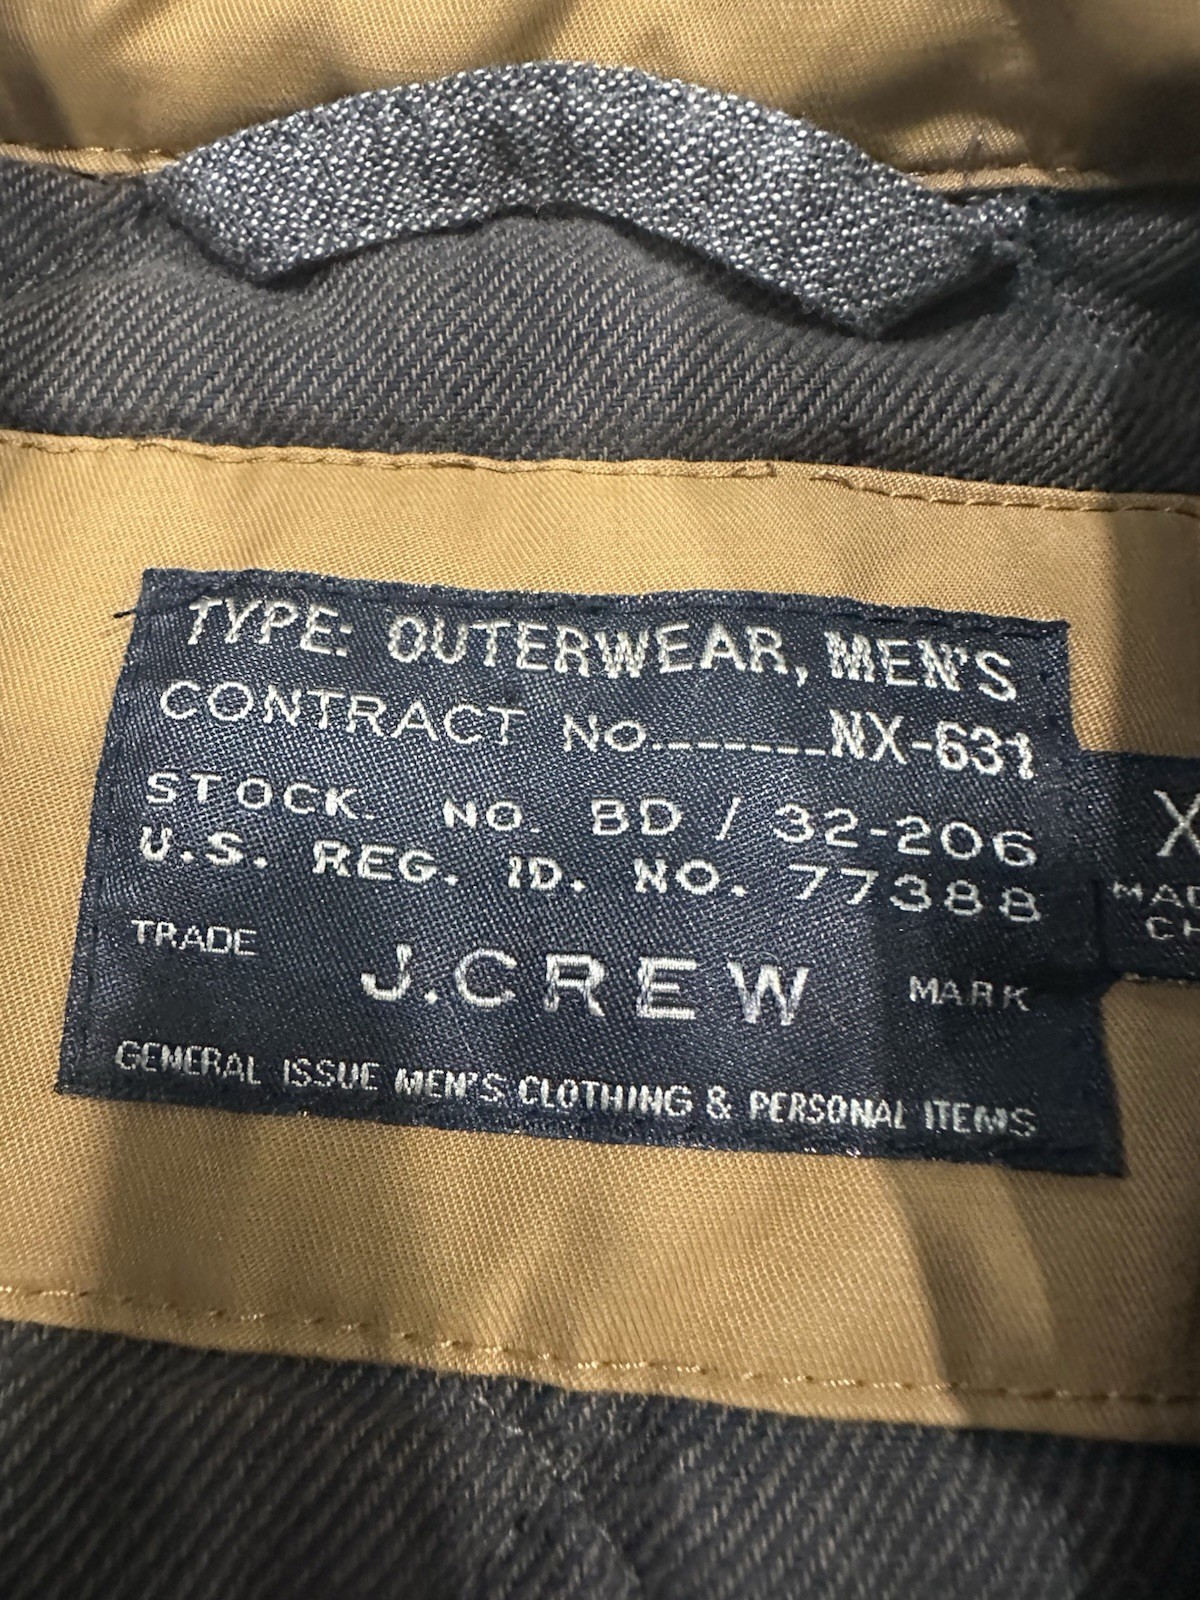 TYPE: OUTERWEAR, MEN'S
CONTRACT No.......NX-631
STOCK. NO. BD / 32-206
U.S. REG. ID. NO. 77388
TRADE J.CREW MARK
GENERAL ISSUE MEN'S CLOTHING & PERSONAL ITEMS
X